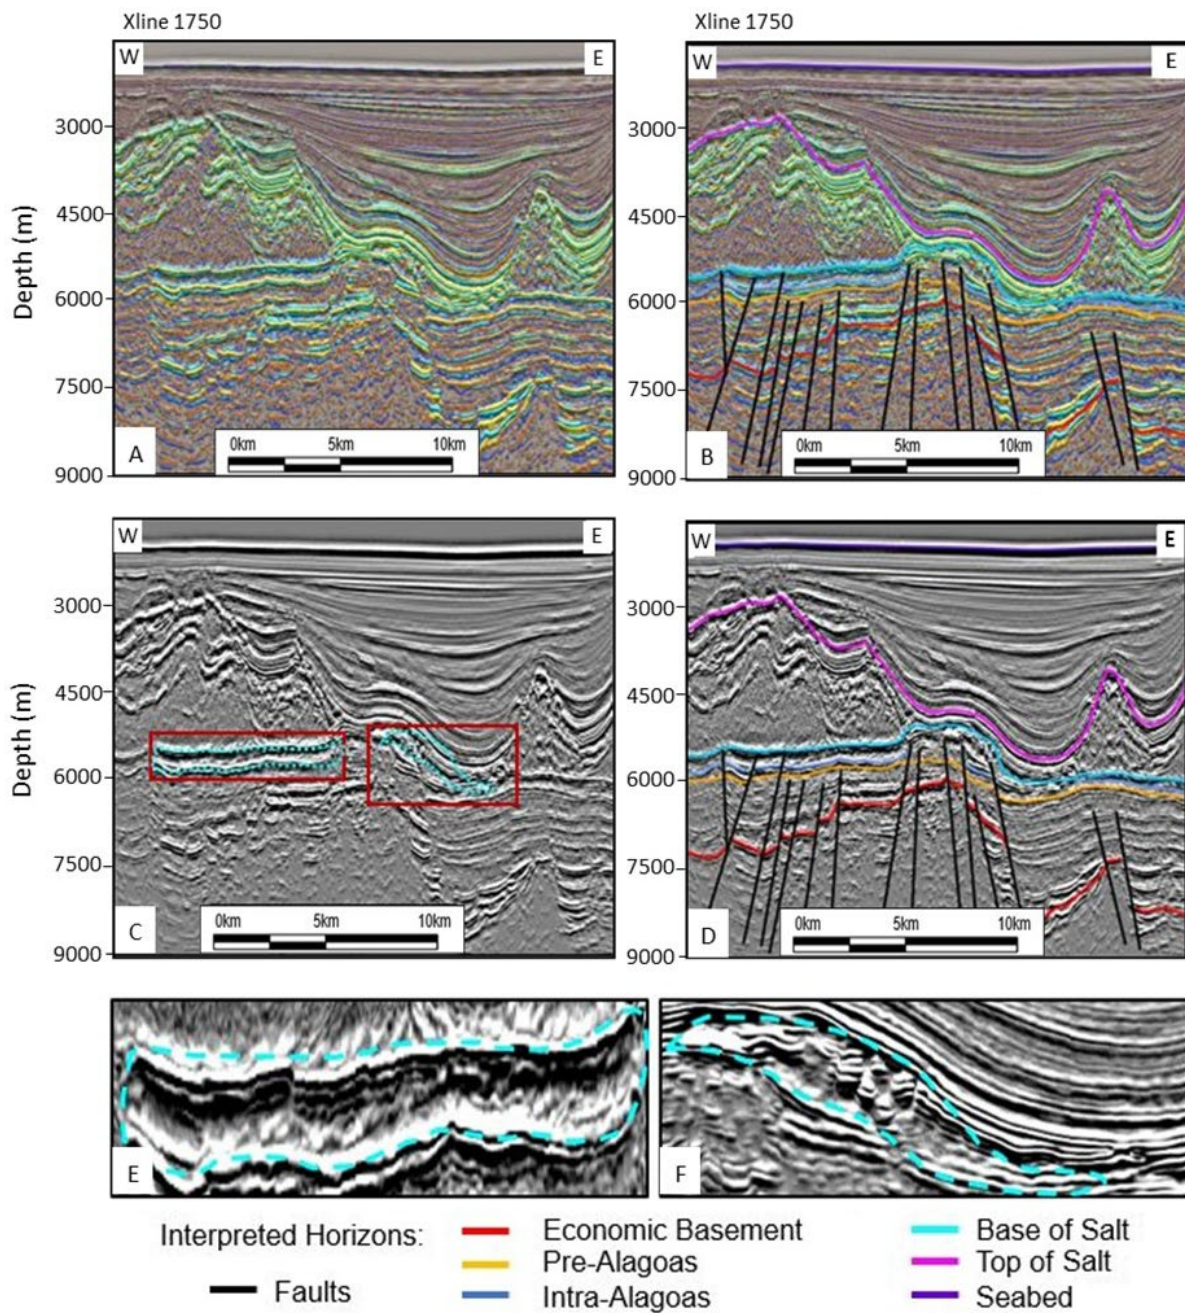 Xline 1750
Xline 1750
W E
W E
3000
4500
6000
7500
9000
Depth (m)
0km 5km 10km
A
3000
4500
6000
7500
9000
0km 5km 10km
B
W E
W E
3000
4500
6000
7500
9000
Depth (m)
0km 5km 10km
C
3000
4500
6000
7500
9000
0km 5km 10km
D
E
F
Interpreted Horizons:
Faults
Economic Basement
Pre-Alagoas
Intra-Alagoas
Base of Salt
Top of Salt
Seabed